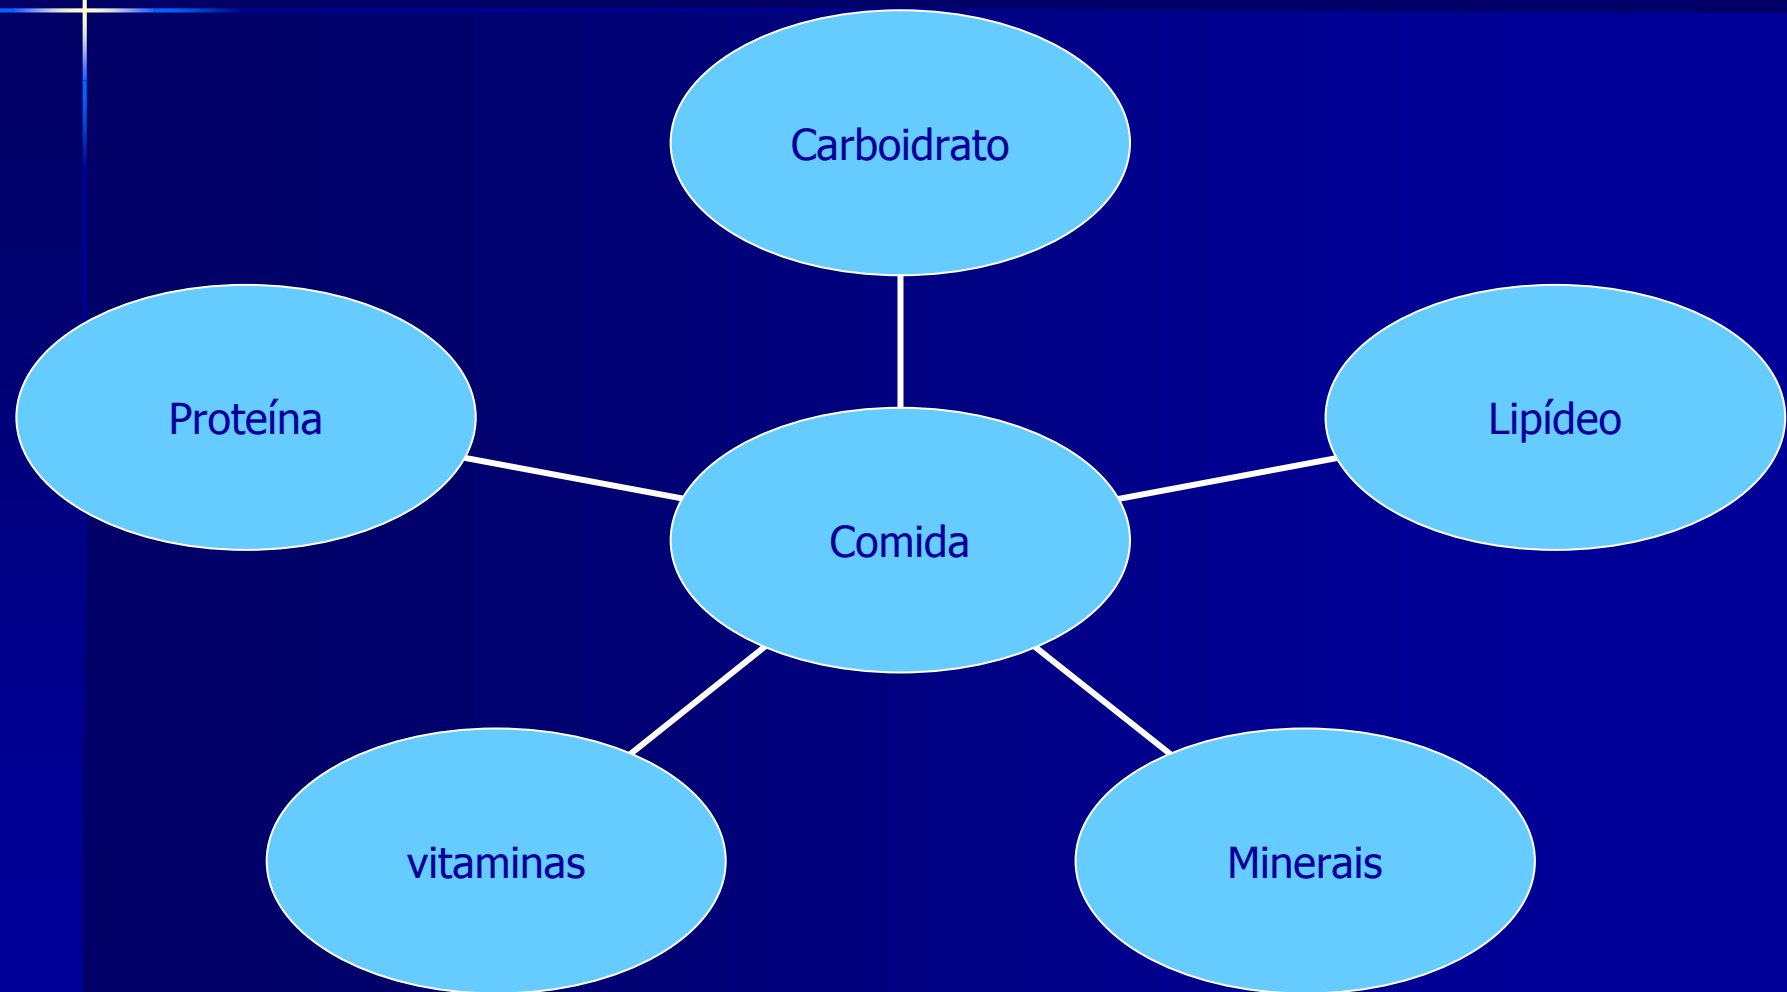 Carboidrato
Proteína
Lipídeo
Comida
vitaminas
Minerais